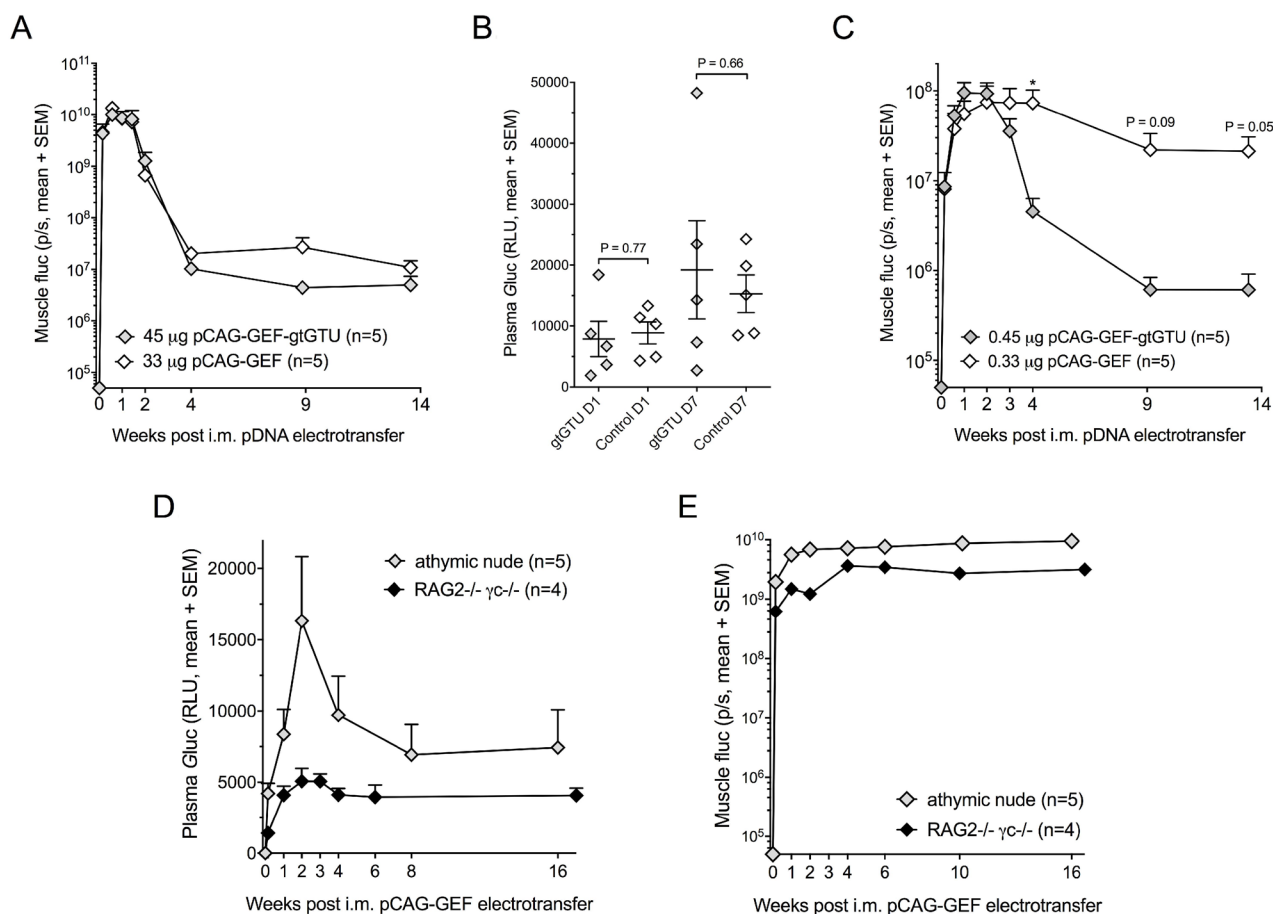 A
Muscle fluc (p/s, mean + SEM)
10¹¹
10¹⁰
10⁹
10⁸
10⁷
10⁶
10⁵
45 µg pCAG-GEF-gtGTU (n=5)
33 µg pCAG-GEF (n=5)
0 1 2 4 9 14
Weeks post i.m. pDNA electrotransfer
B
Plasma Gluc (RLU, mean + SEM)
50000
40000
30000
20000
10000
0
P = 0.66
P = 0.77
gtGTU D1
Control D1
gtGTU D7
Control D7
C
Muscle fluc (p/s, mean + SEM)
10⁸
10⁷
10⁶
10⁵
*
P = 0.09
P = 0.05
0.45 µg pCAG-GEF-gtGTU (n=5)
0.33 µg pCAG-GEF (n=5)
0 1 2 3 4 9 14
Weeks post i.m. pDNA electrotransfer
D
Plasma Gluc (RLU, mean + SEM)
20000
15000
10000
5000
0
athymic nude (n=5)
RAG2-/- γc-/- (n=4)
0 1 2 3 4 6 8 16
Weeks post i.m. pCAG-GEF electrotransfer
E
Muscle fluc (p/s, mean + SEM)
10¹⁰
10⁹
10⁸
10⁷
10⁶
10⁵
athymic nude (n=5)
RAG2-/- γc-/- (n=4)
0 1 2 3 4 6 10 16
Weeks post i.m. pCAG-GEF electrotransfer